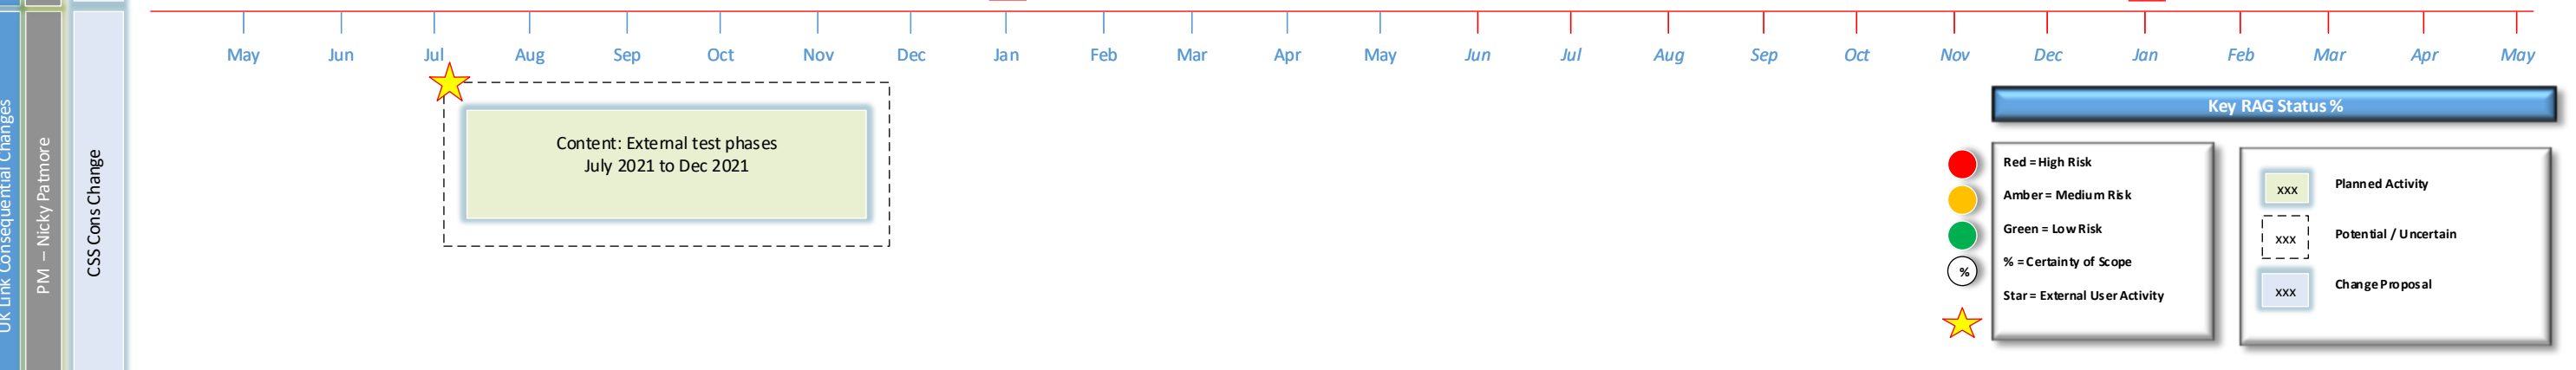 UK Link Consequential Changes
PM – Nicky Patmore
CSS Cons Change
May Jun Jul Aug Sep Oct Nov Dec Jan Feb Mar Apr May Jun Jul Aug Sep Oct Nov Dec Jan Feb Mar Apr May
Content: External test phases
July 2021 to Dec 2021
Key RAG Status %
Red = High Risk
Amber = Medium Risk
Green = Low Risk
% = Certainty of Scope
%
Star = External User Activity
xxx Planned Activity
xxx Potential / Uncertain
xxx Change Proposal